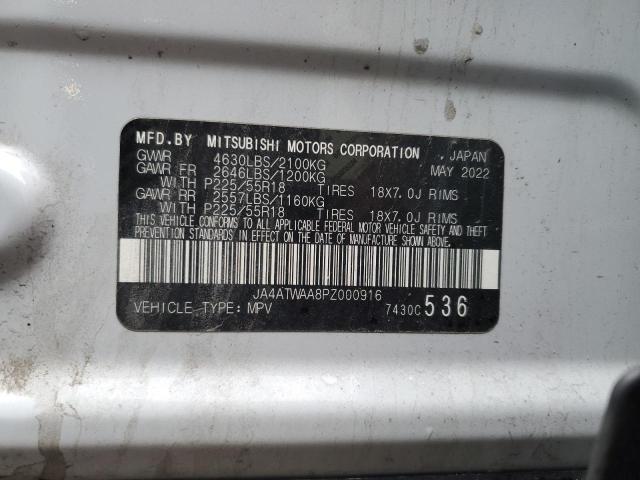 MFD.BY MITSUBISHI MOTORS CORPORATION , JAPAN
GVWR 4630LBS/2100KG MAY 2022
GAWR FR 2646LBS/1200KG
WITH P225/55R18 TIRES 18X7.0J RIMS
GAWR RR 2557LBS/1160KG
WITH P225/55R18 TIRES 18X7.0J RIMS
THIS VEHICLE CONFORMS TO ALL APPLICABLE FEDERAL MOTOR VEHICLE SAFETY AND THEFT
PREVENTION STANDARDS IN EFFECT ON THE DATE OF MANUFACTURE SHOWN ABOVE.
JA4ATWAA8PZ000916
VEHICLE TYPE: MPV 7430C 536